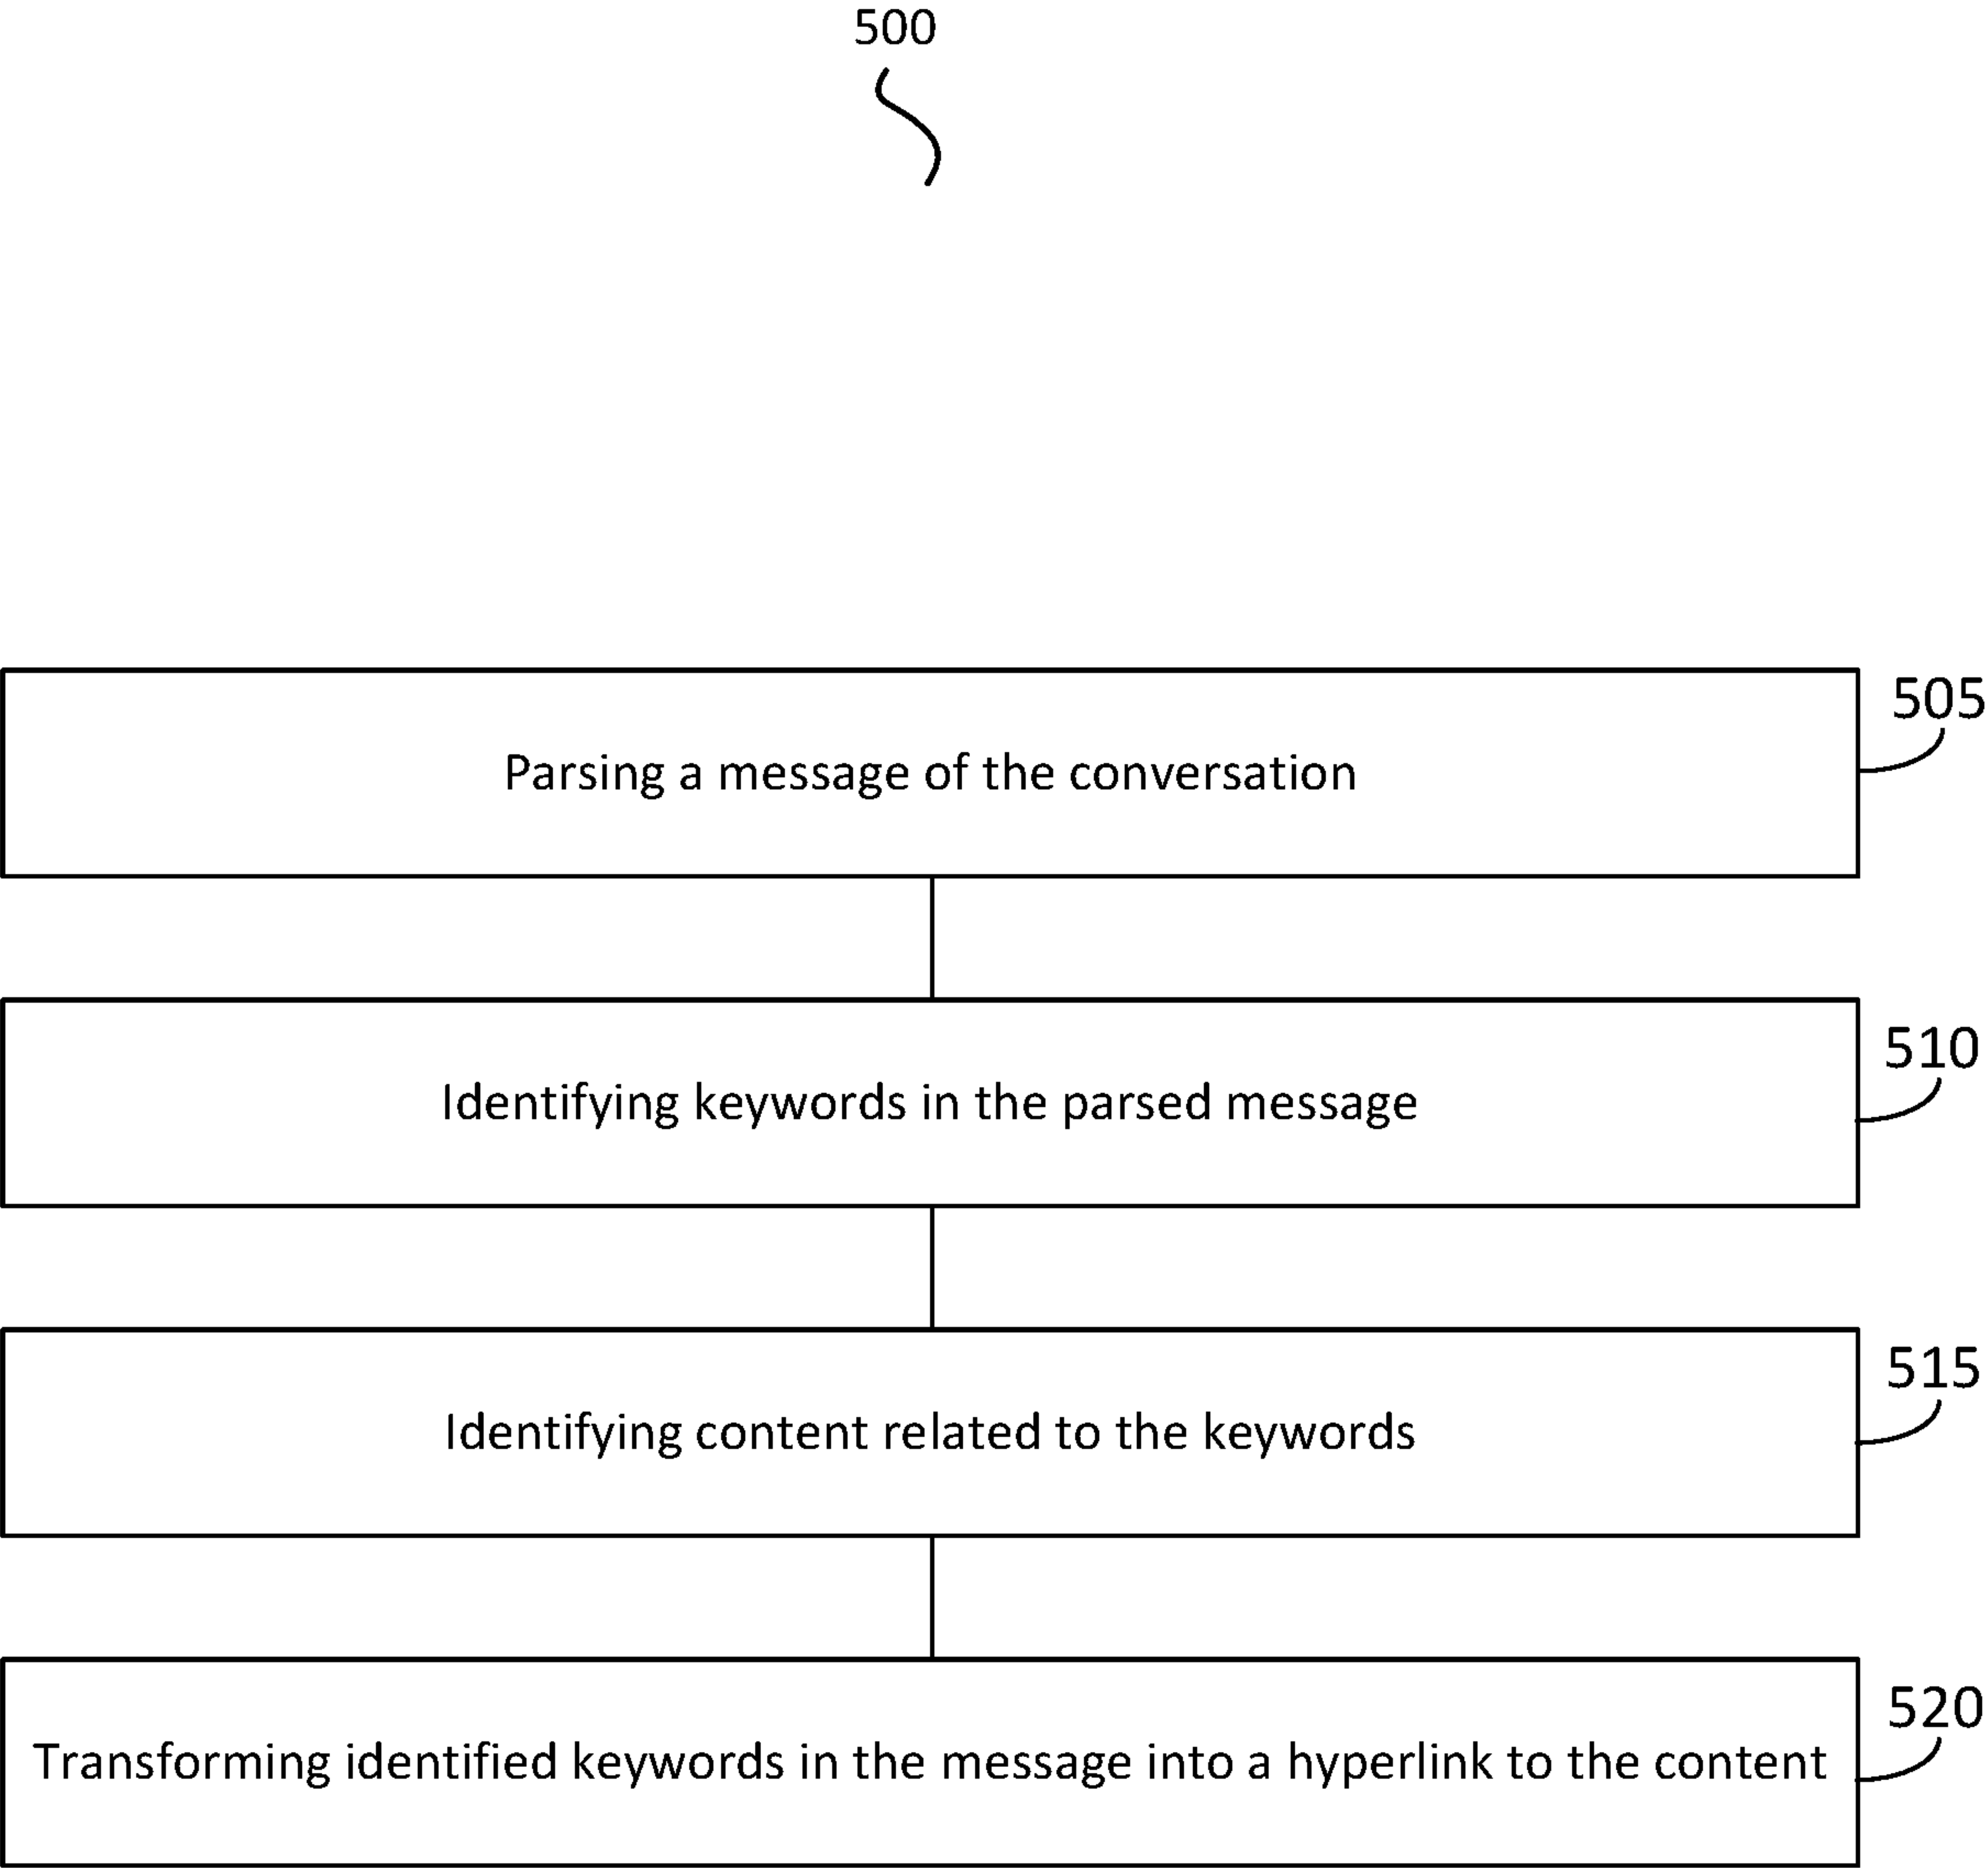 500
505
Parsing a message of the conversation
510
Identifying keywords in the parsed message
515
Identifying content related to the keywords
520
Transforming identified keywords in the message into a hyperlink to the content